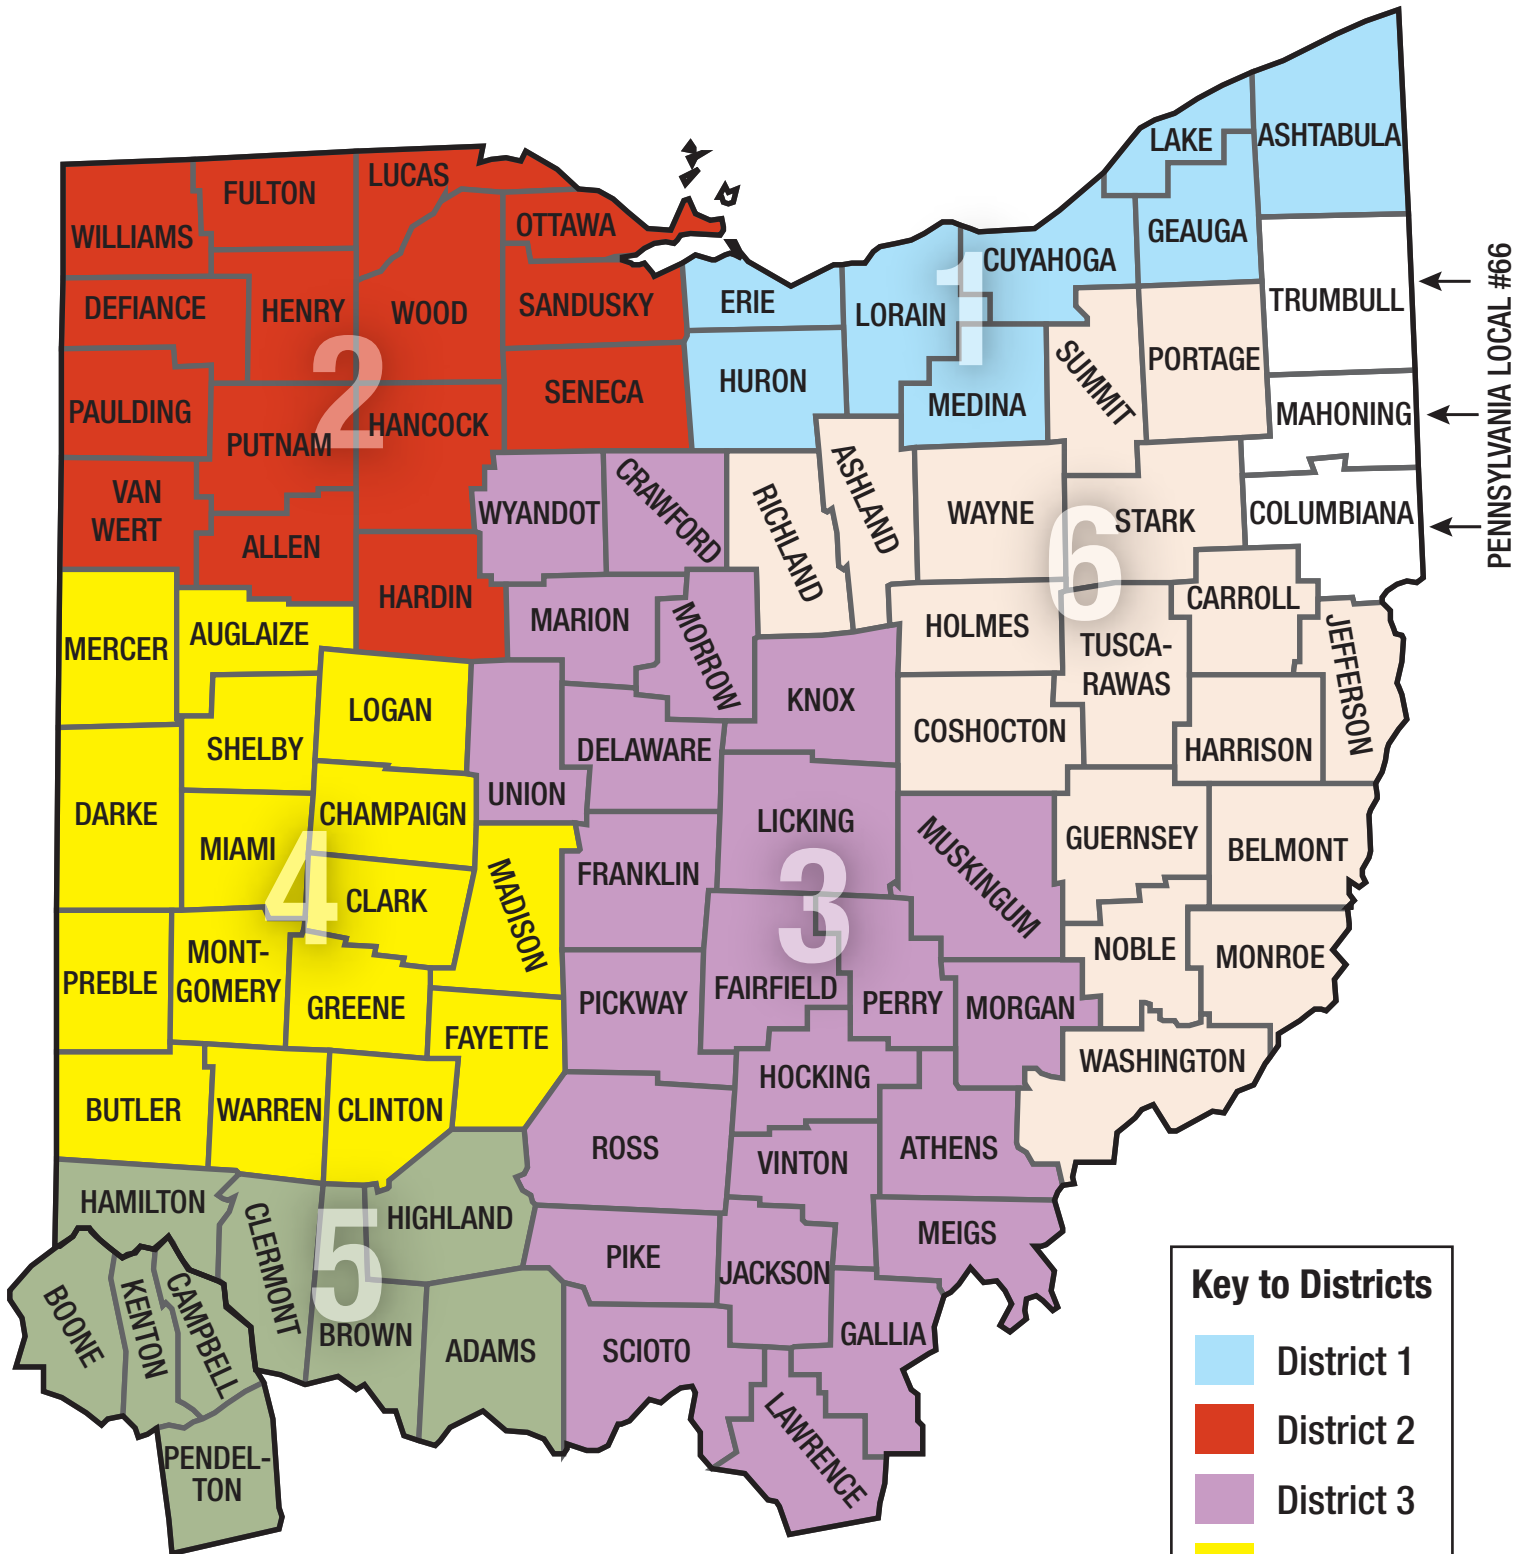 LAKE
ASHTABULA
LUCAS
FULTON
OTTAWA
WILLIAMS
GEAUGA
CUYAHOGA
1
TRUMBULL
PENNSYLVANIA LOCAL #66
DEFIANCE
HENRY
WOOD
SANDUSKY
ERIE
LORAIN
2
SUMMIT
PORTAGE
HURON
SENECA
MEDINA
MAHONING
PAULDING
PUTNAM
HANCOCK
VAN
WERT
WYANDOT
CRAWFORD
RICHLAND
ASHLAND
WAYNE
STARK
COLUMBIANA
6
ALLEN
HARDIN
CARROLL
MARION
MORROW
HOLMES
MERCER
AUGLAIZE
TUSCA-
RAWAS
JEFFERSON
KNOX
LOGAN
COSHOCTON
SHELBY
DELAWARE
HARRISON
UNION
DARKE
CHAMPAIGN
LICKING
MUSKINGUM
GUERNSEY
BELMONT
MIAMI
4
CLARK
MADISON
FRANKLIN
3
MONT-
GOMERY
NOBLE
MONROE
PREBLE
GREENE
PICKWAY
FAIRFIELD
PERRY
MORGAN
FAYETTE
WASHINGTON
HOCKING
BUTLER
WARREN
CLINTON
ROSS
VINTON
ATHENS
HAMILTON
CLERMONT
5
HIGHLAND
MEIGS
PIKE
JACKSON
BOONE
KENTON
CAMPBELL
BROWN
ADAMS
SCIOTO
GALLIA
LAWRENCE
PENDEL-
TON
Key to Districts
District 1
District 2
District 3